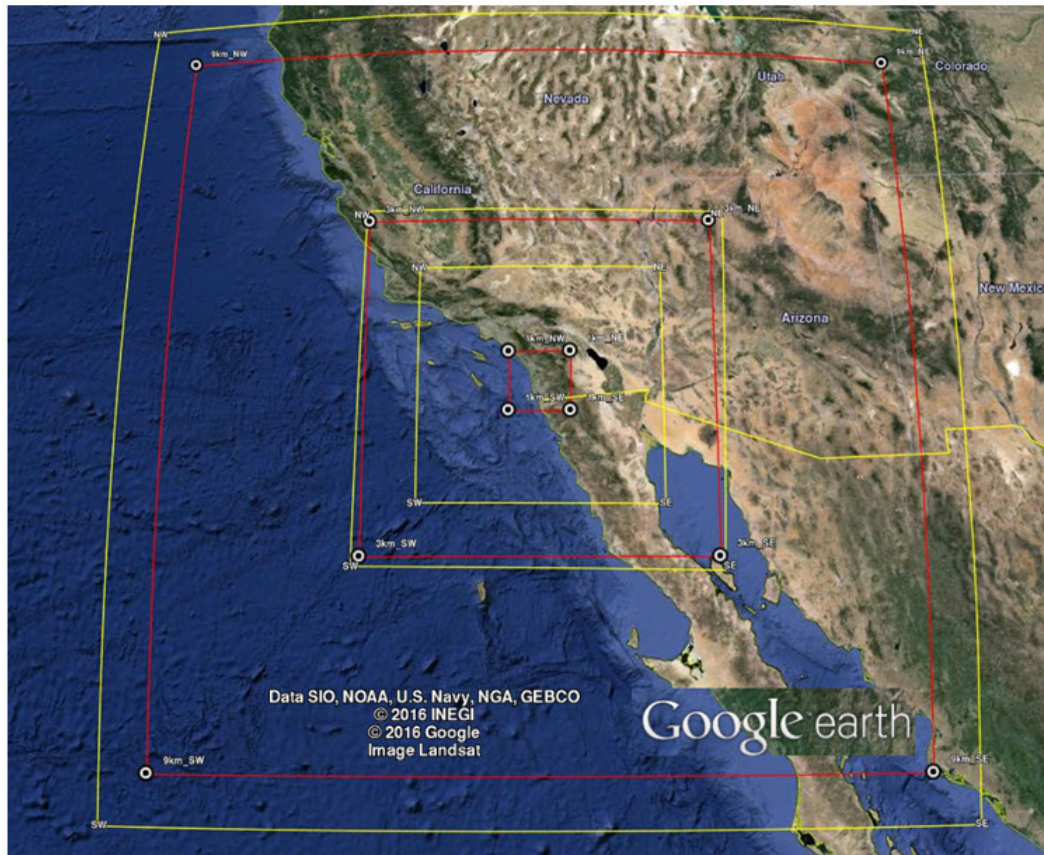 NW
NE
9km_NW
9km_NE
Utah
Colorado
Nevada
California
3km_NW
3km_NE
NW
NE
NW
NE
New Mexico
Arizona
1km_NW
1km_NE
1km_SW
1km_SE
SW
SE
3km_SW
3km_SE
SW
SE
Data SIO, NOAA, U.S. Navy, NGA, GEBCO
© 2016 INEGI
© 2016 Google
Image Landsat
Google earth
9km_SW
9km_SE
SW
SE